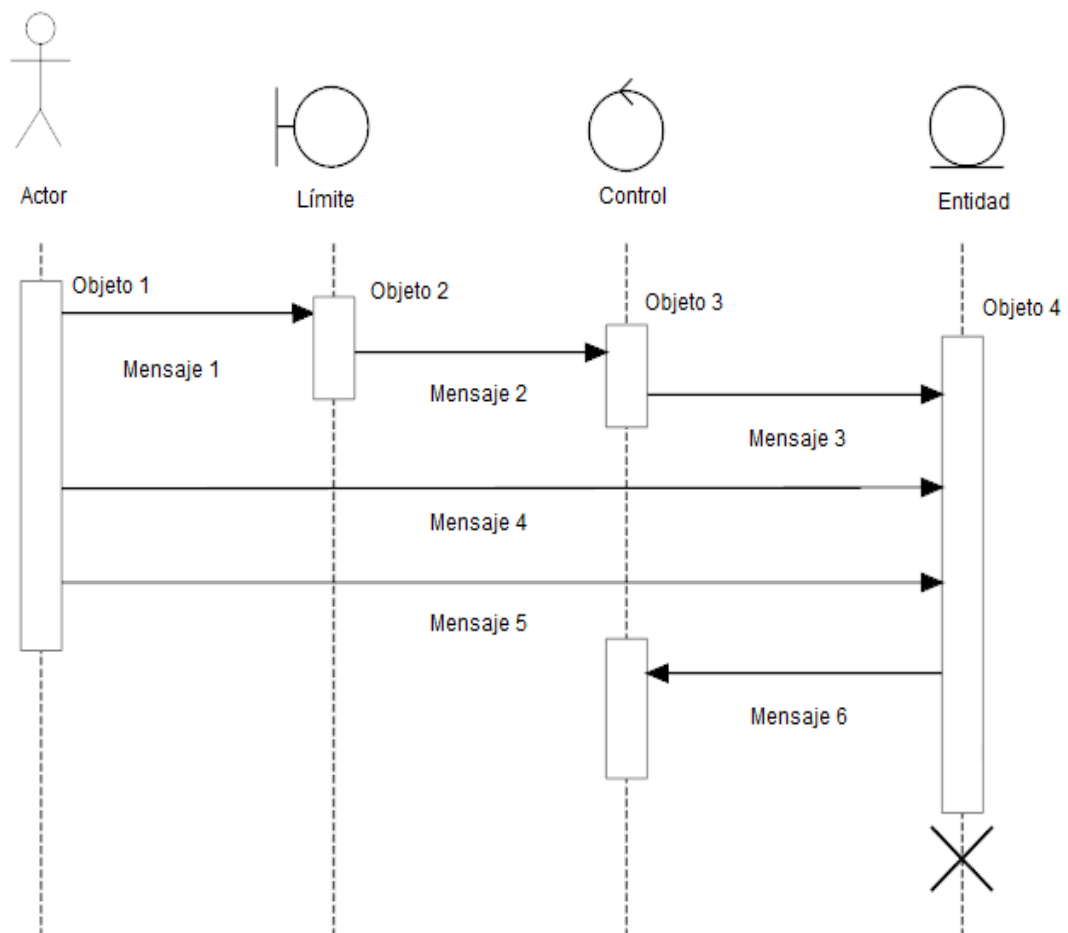 Actor
Límite
Control
Entidad
Objeto 1
Objeto 2
Objeto 3
Objeto 4
Mensaje 1
Mensaje 2
Mensaje 3
Mensaje 4
Mensaje 5
Mensaje 6